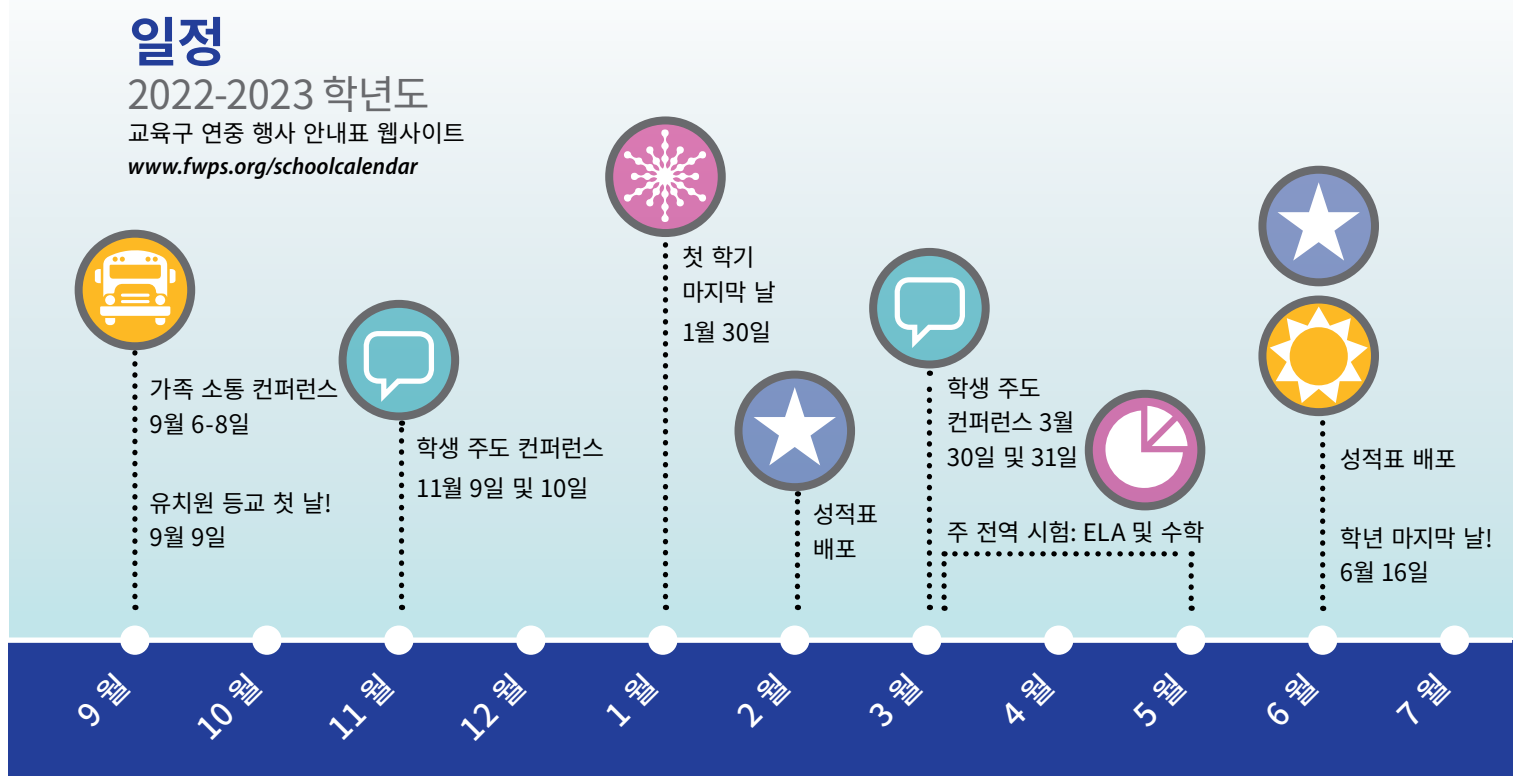 일정
2022-2023 학년도
교육구 연중 행사 안내표 웹사이트
www.fwps.org/schoolcalendar
가족 소통 컨퍼런스
9월 6-8일
유치원 등교 첫 날!
9월 9일
학생 주도 컨퍼런스
11월 9일 및 10일
첫 학기
마지막 날
1월 30일
성적표
배포
학생 주도
컨퍼런스 3월
30일 및 31일
주 전역 시험: ELA 및 수학
성적표 배포
학년 마지막 날!
6월 16일
9 월
10 월
11 월
12 월
1 월
2 월
3 월
4 월
5 월
6 월
7 월